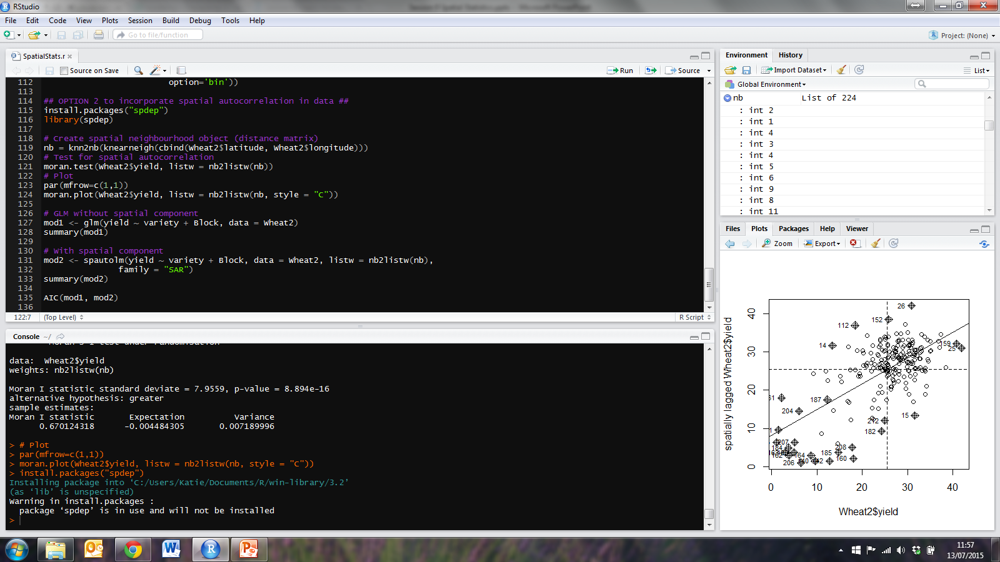 RStudio
File Edit Code View Plots Session Build Debug Tools Help
Go to file/function
Project: (None)
SpatialStats.r
Source on Save
Run
Source
112 option='bin'))
113
114 ## OPTION 2 to incorporate spatial autocorrelation in data ##
115 install.packages("spdep")
116 library(spdep)
117
118 # Create spatial neighbourhood object (distance matrix)
119 nb = knn2nb(knearneigh(cbind(Wheat2$latitude, Wheat2$longitude)))
120 # Test for spatial autocorrelation
121 moran.test(Wheat2$yield, listw = nb2listw(nb))
122 # Plot
123 par(mfrow=c(1,1))
124 moran.plot(Wheat2$yield, listw = nb2listw(nb, style = "C"))
125
126 # GLM without spatial component
127 mod1 <- glm(yield ~ variety + Block, data = Wheat2)
128 summary(mod1)
129
130 # With spatial component
131 mod2 <- spautolm(yield ~ variety + Block, data = Wheat2, listw = nb2listw(nb),
132 family = "SAR")
133 summary(mod2)
134
135 AIC(mod1, mod2)
136
122:7 (Top Level) R Script
Console ~/
Moran's I test under randomisation
data: Wheat2$yield
weights: nb2listw(nb)
Moran I statistic standard deviate = 7.9559, p-value = 8.894e-16
alternative hypothesis: greater
sample estimates:
Moran I statistic Expectation Variance
0.670124318 -0.004484305 0.007189996
> # Plot
> par(mfrow=c(1,1))
> moran.plot(Wheat2$yield, listw = nb2listw(nb, style = "C"))
> install.packages("spdep")
Installing package into ‘C:/Users/Katie/Documents/R/win-library/3.2’
(as ‘lib’ is unspecified)
Warning in install.packages :
package ‘spdep’ is in use and will not be installed
>
Environment History
Import Dataset
List
Global Environment
nb List of 224
: int 2
: int 1
: int 4
: int 3
: int 4
: int 5
: int 6
: int 9
: int 8
: int 11
Files Plots Packages Help Viewer
Zoom Export
spatially lagged Wheat2$yield
40
30
20
10
0
26
152
112
14
159
25
61
187
204
15
212
182
1
207
184
208
185
164
162
160
206
0 10 20 30 40
Wheat2$yield
11:57
13/07/2015